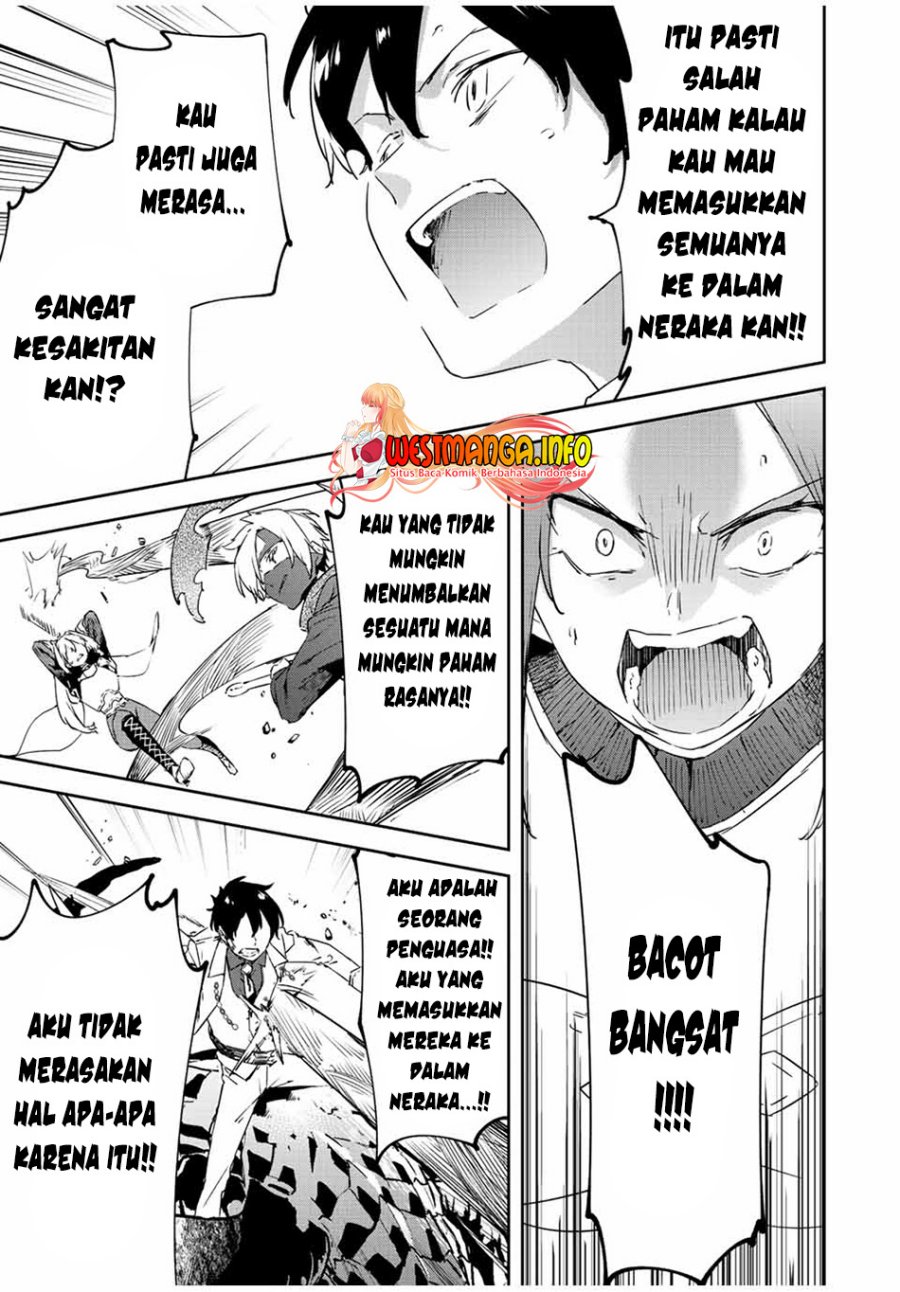 ITU PASTI
SALAH
PAHAM KALAU
KAU MAU
MEMASUKKAN
SEMUANYA
KE DALAM
NERAKA KAN!!
KAU
PASTI JUGA
MERASA...
SANGAT
KESAKITAN
KAN!?
WESTMANGA.INFO
Situs Baca Komik Berbahasa Indonesia
BACOT
BANGSAT
!!!!
KAU YANG TIDAK
MUNGKIN
MENUMBALKAN
SESUATU MANA
MUNGKIN PAHAM
RASANYA!!
AKU ADALAH
SEORANG
PENGUASA!!
AKU YANG
MEMASUKKAN
MEREKA KE
DALAM
NERAKA...!!
AKU TIDAK
MERASAKAN
HAL APA-APA
KARENA ITU!!